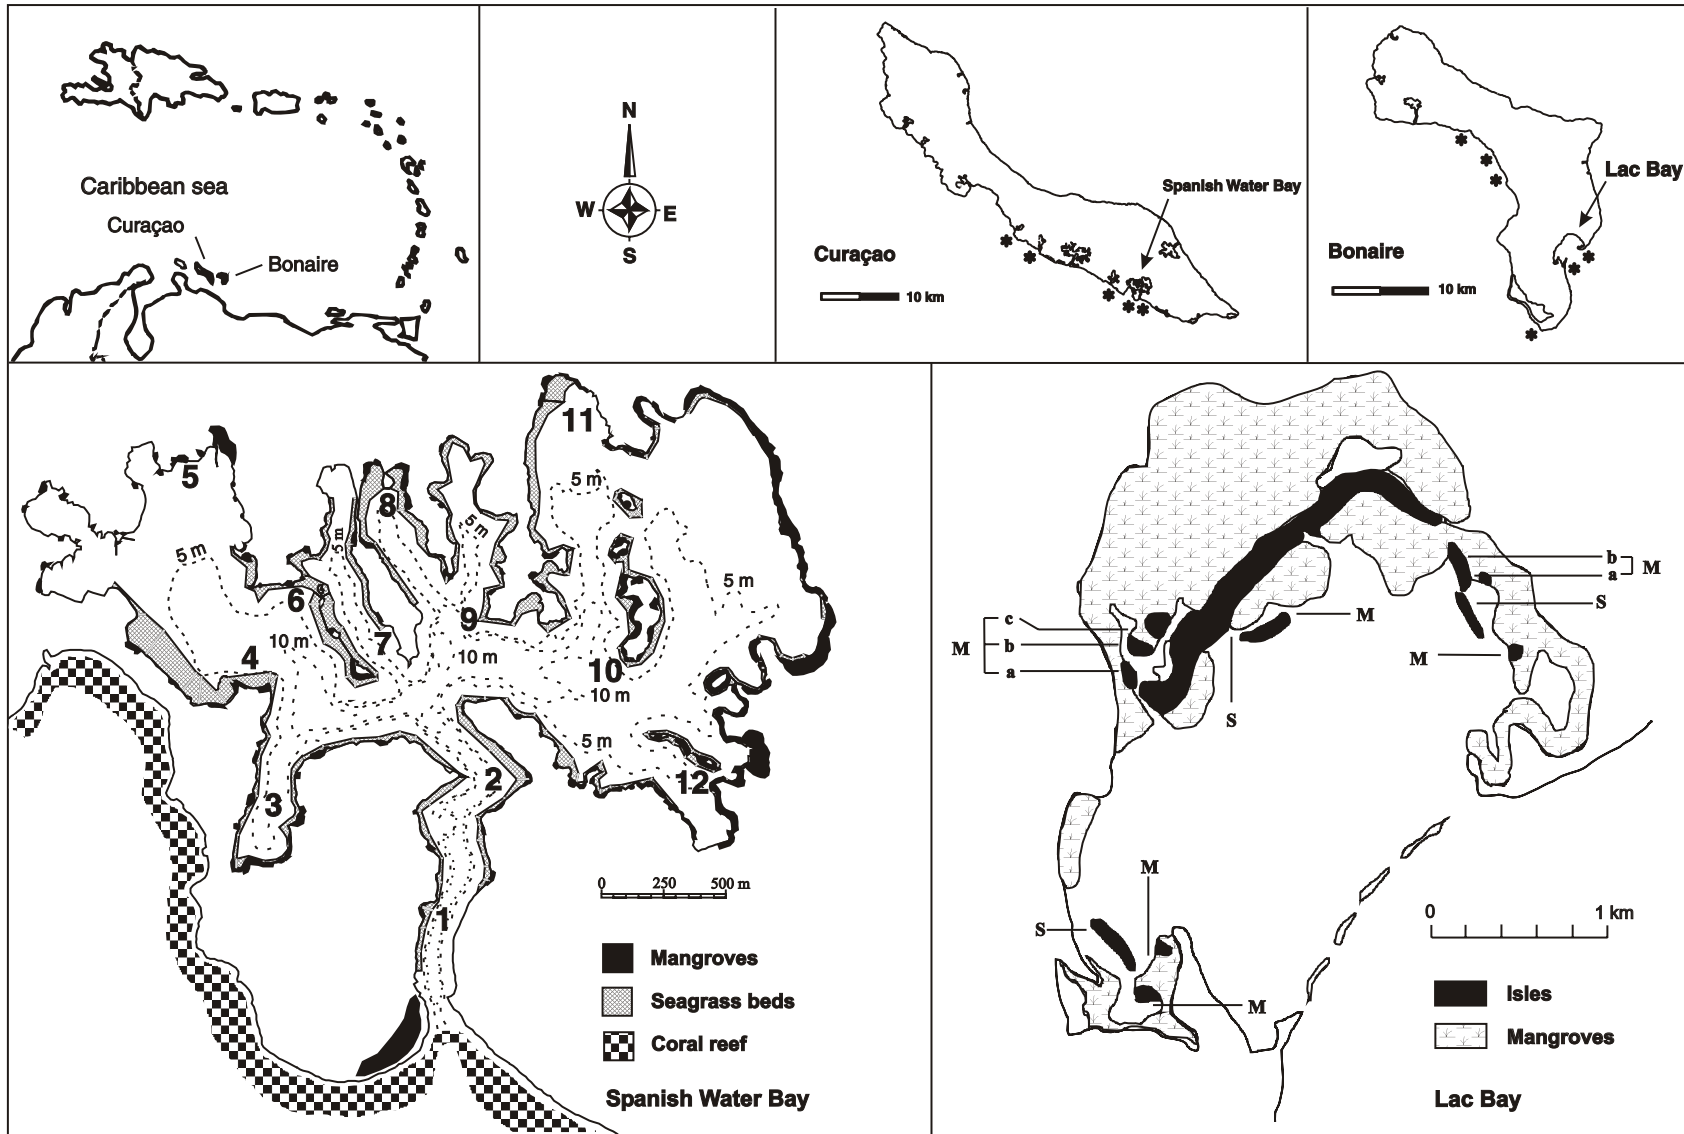 Caribbean sea
Curaçao
Bonaire
N
W
E
S
Spanish Water Bay
Curaçao
10 km
*
*
*
*
*
Lac Bay
Bonaire
10 km
*
*
*
*
*
*
11
5
8
5 m
5 m
5 m
5 m
5 m
6
9
7
10 m
4
10 m
10
10 m
5 m
2
12
3
0 250 500 m
1
Mangroves
Seagrass beds
Coral reef
Spanish Water Bay
b
a
M
S
M
c
b
a
M
M
S
M
S
M
0 1 km
Isles
Mangroves
Lac Bay